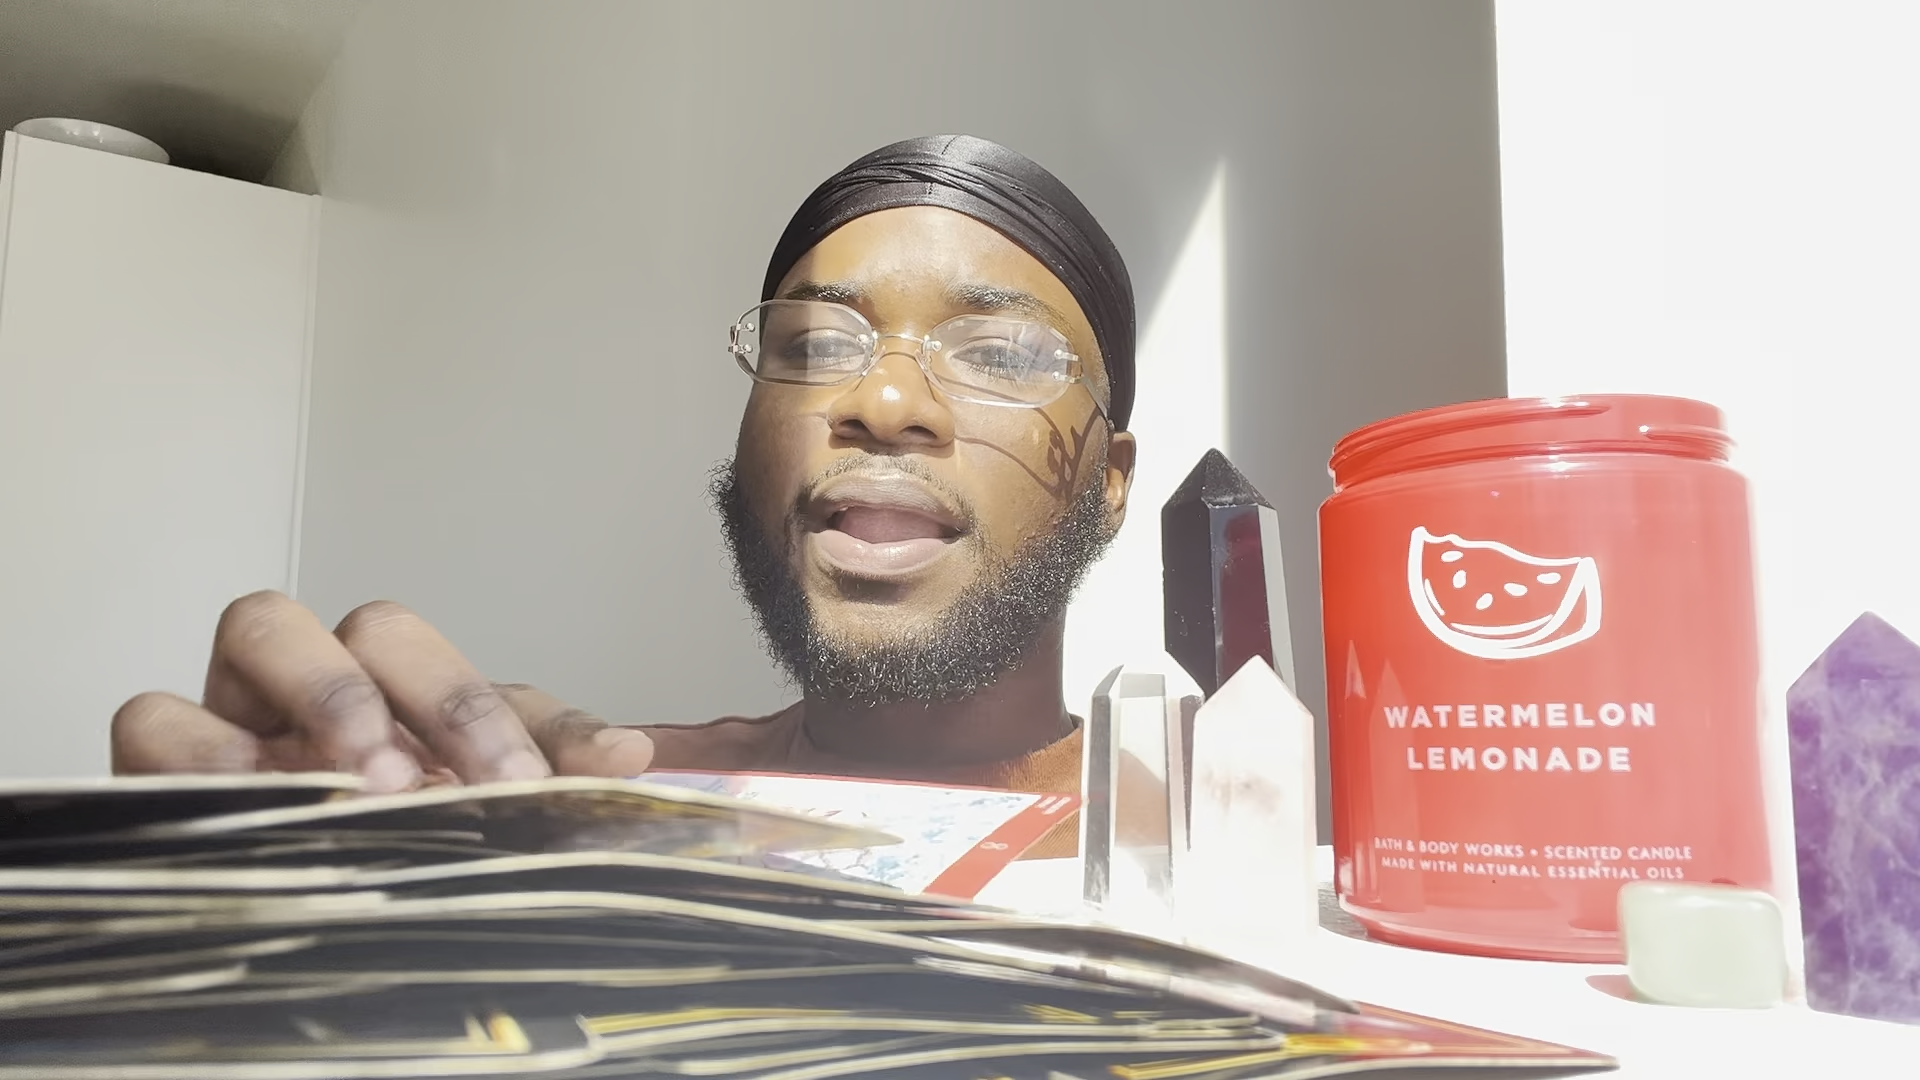 WATERMELON
LEMONADE
BATH & BODY WORKS • SCENTED CANDLE
MADE WITH NATURAL ESSENTIAL OILS